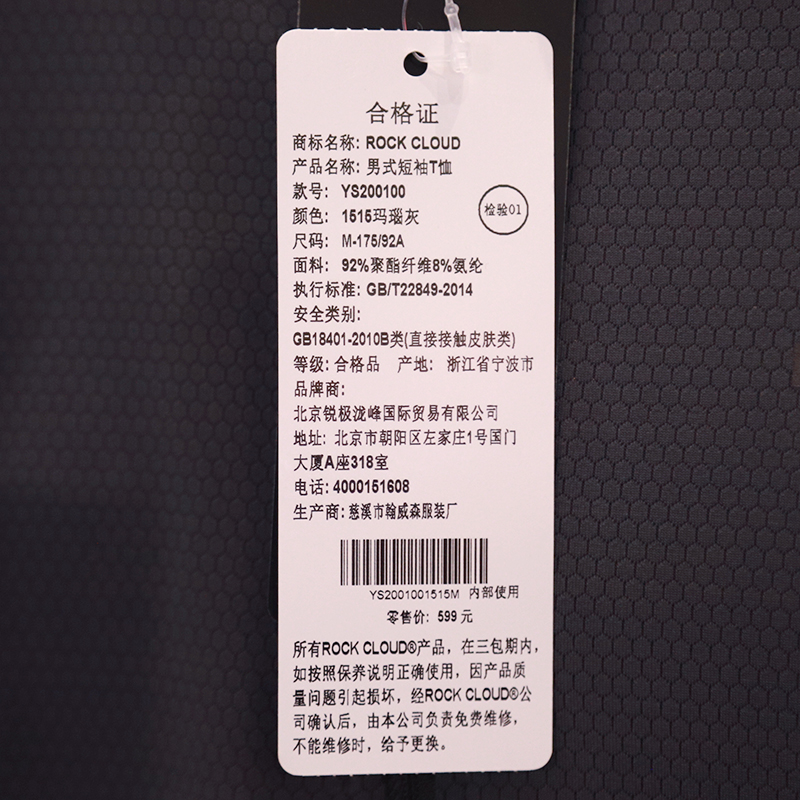 合格证
商标名称: ROCK CLOUD
产品名称: 男式短袖T恤
款号: YS200100
颜色: 1515玛瑙灰
检验01
尺码: M-175/92A
面料: 92%聚酯纤维8%氨纶
执行标准: GB/T22849-2014
安全类别:
GB18401-2010B类(直接接触皮肤类)
等级: 合格品 产地: 浙江省宁波市
品牌商:
北京锐极泷峰国际贸易有限公司
地址: 北京市朝阳区左家庄1号国门
大厦A座318室
电话: 4000151608
生产商: 慈溪市翰威森服装厂
YS2001001515M 内部使用
零售价: 599 元
所有ROCK CLOUD®产品，在三包期内，
如按照保养说明正确使用，因产品质
量问题引起损坏，经ROCK CLOUD®公
司确认后，由本公司负责免费维修，
不能维修时，给予更换。